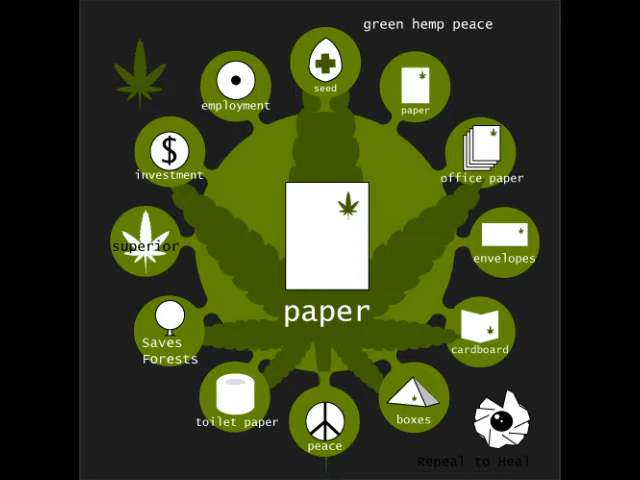 green hemp peace
seed
employment
paper
$
investment
office paper
superior
envelopes
paper
Saves
Forests
cardboard
toilet paper
boxes
peace
Repeal to Heal